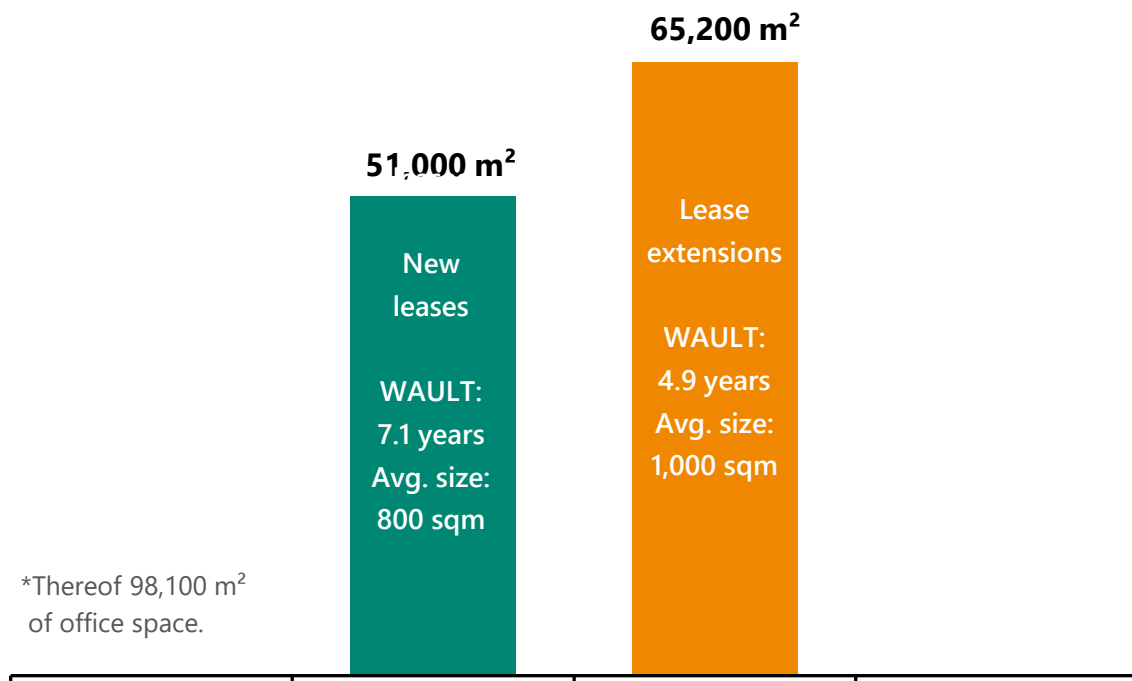 65,200 m²
51,000 m²
New
leases
WAULT:
7.1 years
Avg. size:
800 sqm
Lease
extensions
WAULT:
4.9 years
Avg. size:
1,000 sqm
*Thereof 98,100 m²
of office space.